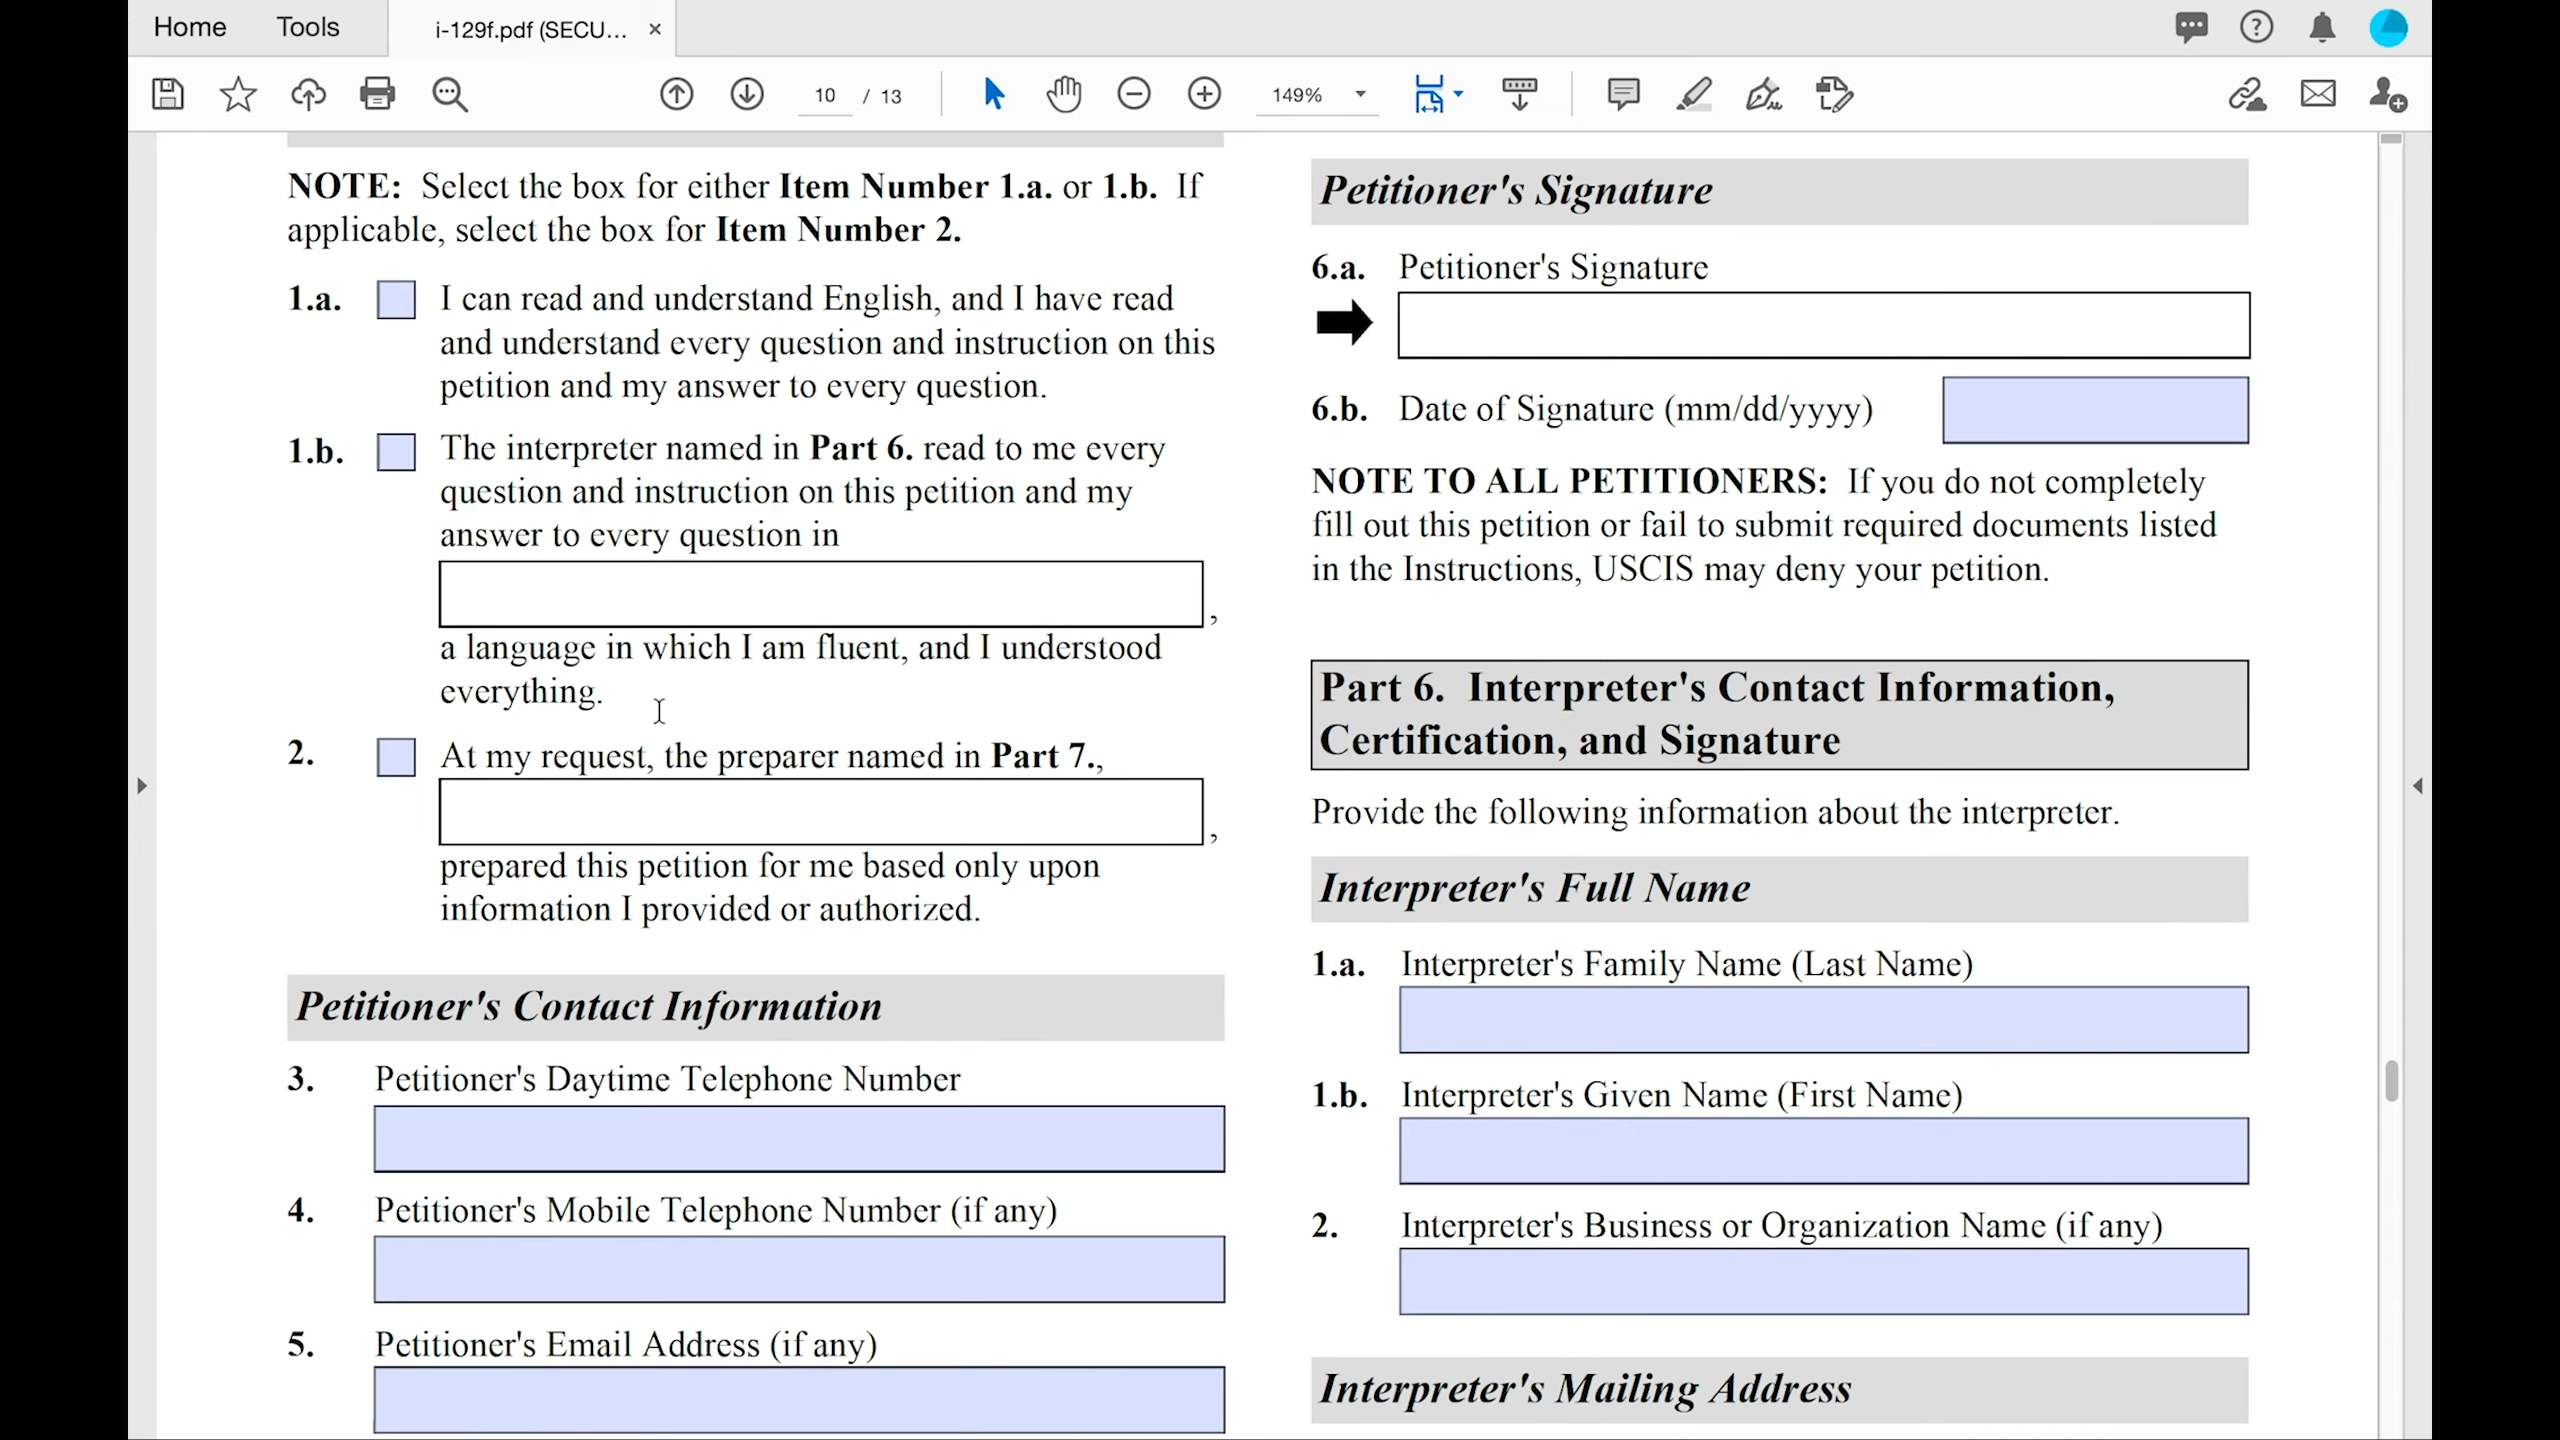 Home
Tools
i-129f.pdf (SECU...
10 / 13
149%
NOTE: Select the box for either Item Number 1.a. or 1.b. If
applicable, select the box for Item Number 2.
1.a. I can read and understand English, and I have read
and understand every question and instruction on this
petition and my answer to every question.
1.b. The interpreter named in Part 6. read to me every
question and instruction on this petition and my
answer to every question in
,
a language in which I am fluent, and I understood
everything.
2. At my request, the preparer named in Part 7.,
,
prepared this petition for me based only upon
information I provided or authorized.
Petitioner's Contact Information
3. Petitioner's Daytime Telephone Number
4. Petitioner's Mobile Telephone Number (if any)
5. Petitioner's Email Address (if any)
Petitioner's Signature
6.a. Petitioner's Signature
6.b. Date of Signature (mm/dd/yyyy)
NOTE TO ALL PETITIONERS: If you do not completely
fill out this petition or fail to submit required documents listed
in the Instructions, USCIS may deny your petition.
Part 6. Interpreter's Contact Information,
Certification, and Signature
Provide the following information about the interpreter.
Interpreter's Full Name
1.a. Interpreter's Family Name (Last Name)
1.b. Interpreter's Given Name (First Name)
2. Interpreter's Business or Organization Name (if any)
Interpreter's Mailing Address